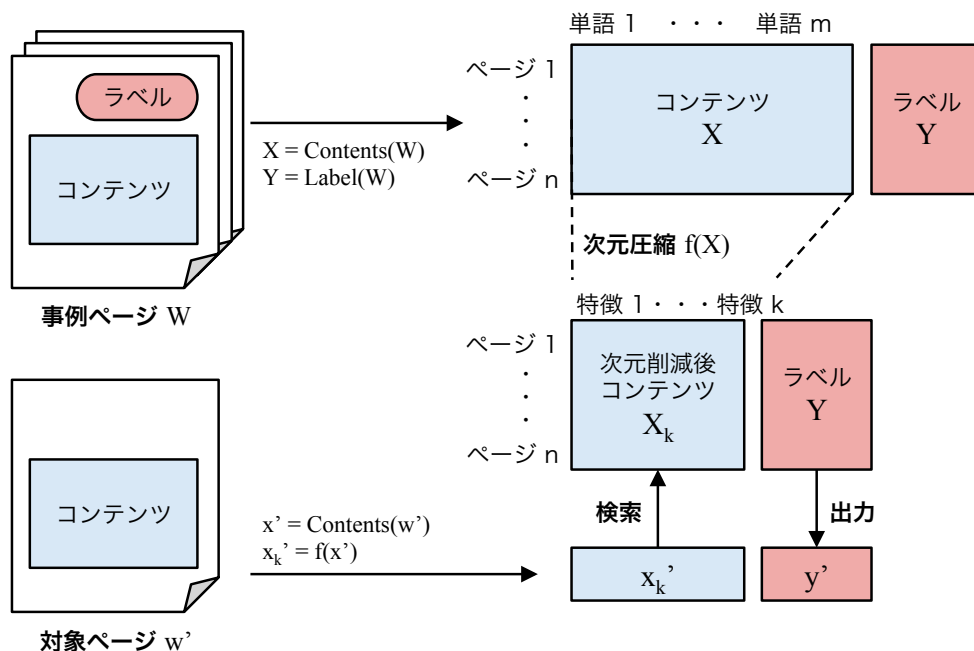 ラベル
コンテンツ
事例ページ W
X = Contents(W)
Y = Label(W)
単語 1 ・・・ 単語 m
ページ 1
・
・
・
ページ n
コンテンツ
X
ラベル
Y
次元圧縮 f(X)
特徴 1 ・・・特徴 k
ページ 1
・
・
・
ページ n
次元削減後
コンテンツ
Xk
ラベル
Y
コンテンツ
対象ページ w’
x’ = Contents(w’)
xk’ = f(x’)
検索
出力
xk’
y’